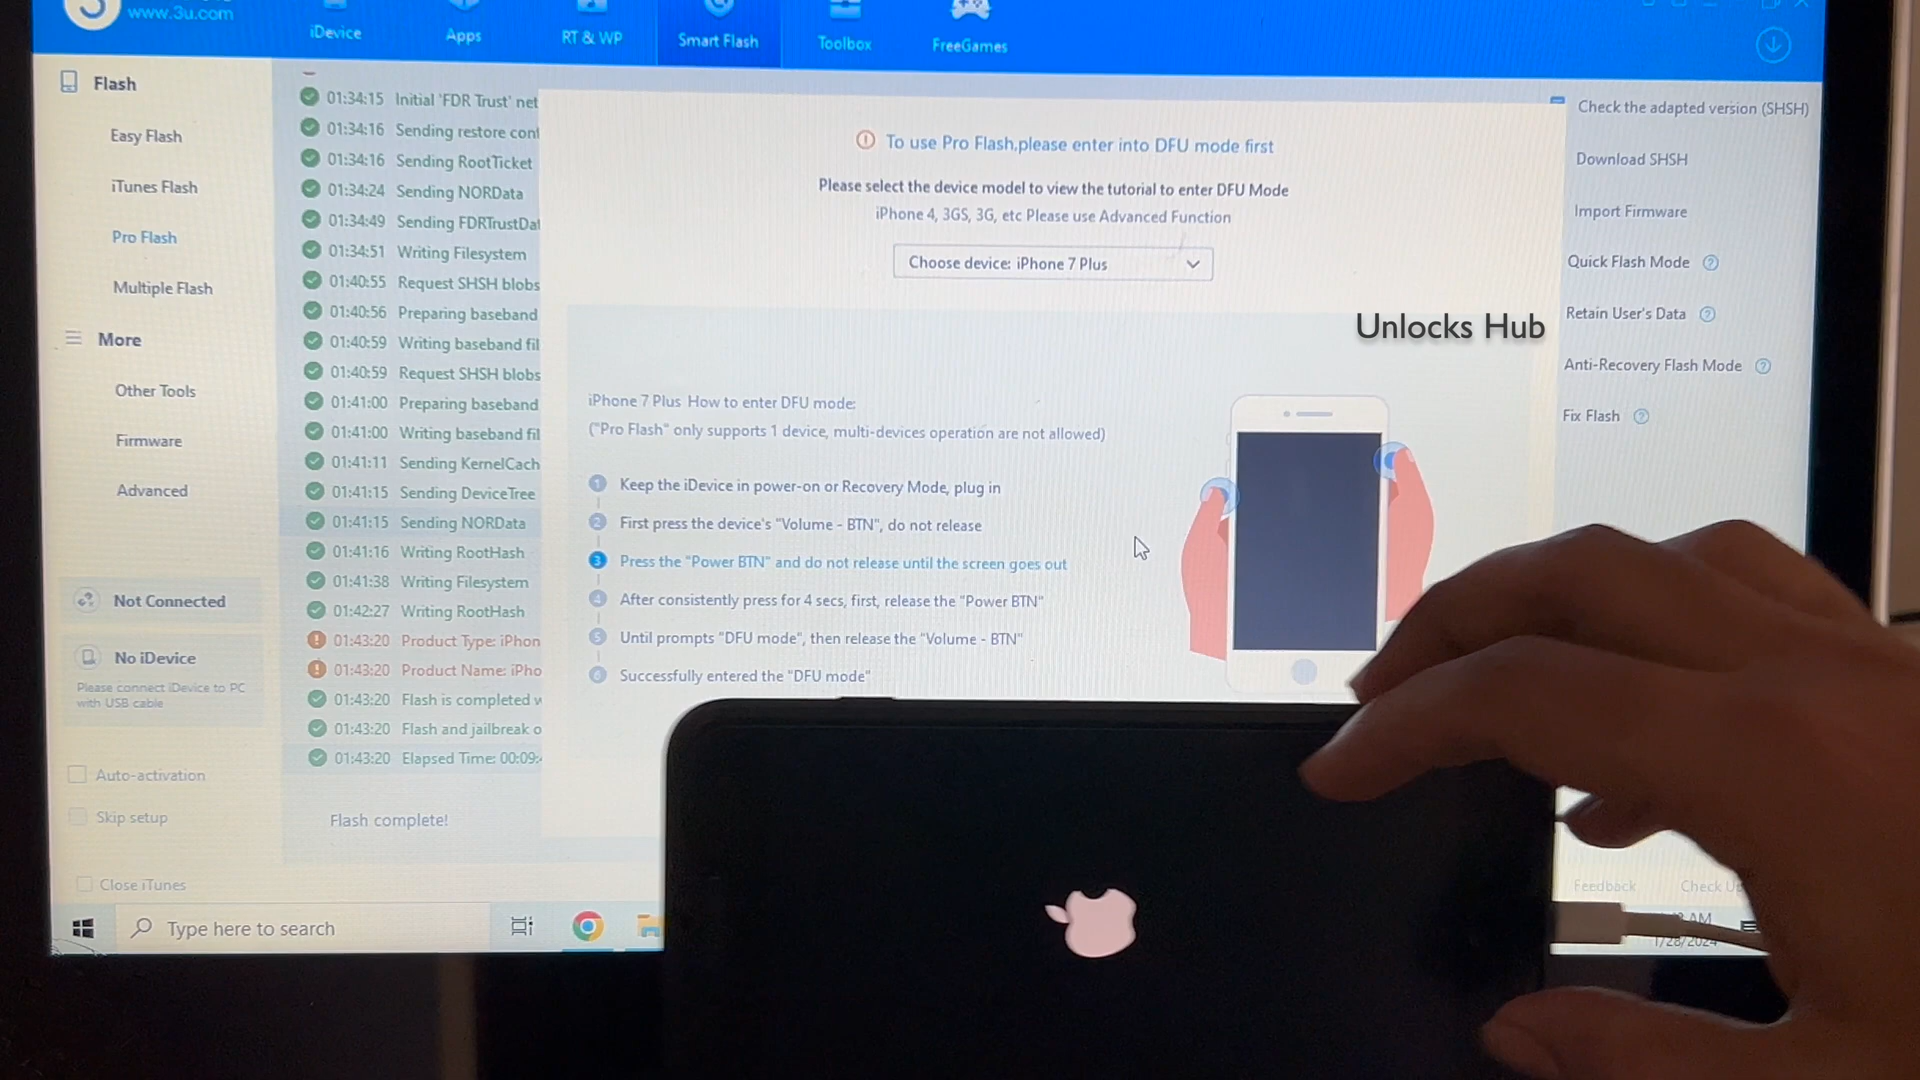 www.3u.com
iDevice
Apps
RT & WP
Smart Flash
Toolbox
FreeGames
Flash
Easy Flash
iTunes Flash
Pro Flash
Multiple Flash
More
Other Tools
Firmware
Advanced
Not Connected
No iDevice
Please connect iDevice to PC
with USB cable
Auto-activation
Skip setup
Close iTunes
01:34:15 Initial 'FDR Trust' net
01:34:16 Sending restore con
01:34:16 Sending RootTicket
01:34:24 Sending NORData
01:34:49 Sending FDRTrustDat
01:34:51 Writing Filesystem
01:40:55 Request SHSH blobs
01:40:56 Preparing baseband
01:40:59 Writing baseband fil
01:40:59 Request SHSH blobs
01:41:00 Preparing baseband
01:41:00 Writing baseband fil
01:41:11 Sending KernelCach
01:41:15 Sending DeviceTree
01:41:15 Sending NORData
01:41:16 Writing RootHash
01:41:38 Writing Filesystem
01:42:27 Writing RootHash
01:43:20 Product Type: iPhon
01:43:20 Product Name: iPho
01:43:20 Flash is completed w
01:43:20 Flash and jailbreak o
01:43:20 Elapsed Time: 00:09:
Flash complete!
To use Pro Flash,please enter into DFU mode first
Please select the device model to view the tutorial to enter DFU Mode
iPhone 4, 3GS, 3G, etc Please use Advanced Function
Choose device: iPhone 7 Plus
Unlocks Hub
iPhone 7 Plus How to enter DFU mode:
("Pro Flash" only supports 1 device, multi-devices operation are not allowed)
1 Keep the iDevice in power-on or Recovery Mode, plug in
2 First press the device's "Volume - BTN", do not release
3 Press the "Power BTN" and do not release until the screen goes out
4 After consistently press for 4 secs, first, release the "Power BTN"
5 Until prompts "DFU mode", then release the "Volume - BTN"
6 Successfully entered the "DFU mode"
Check the adapted version (SHSH)
Download SHSH
Import Firmware
Quick Flash Mode ?
Retain User's Data ?
Anti-Recovery Flash Mode ?
Fix Flash ?
Feedback
Check U
Type here to search
AM
1/28/2024